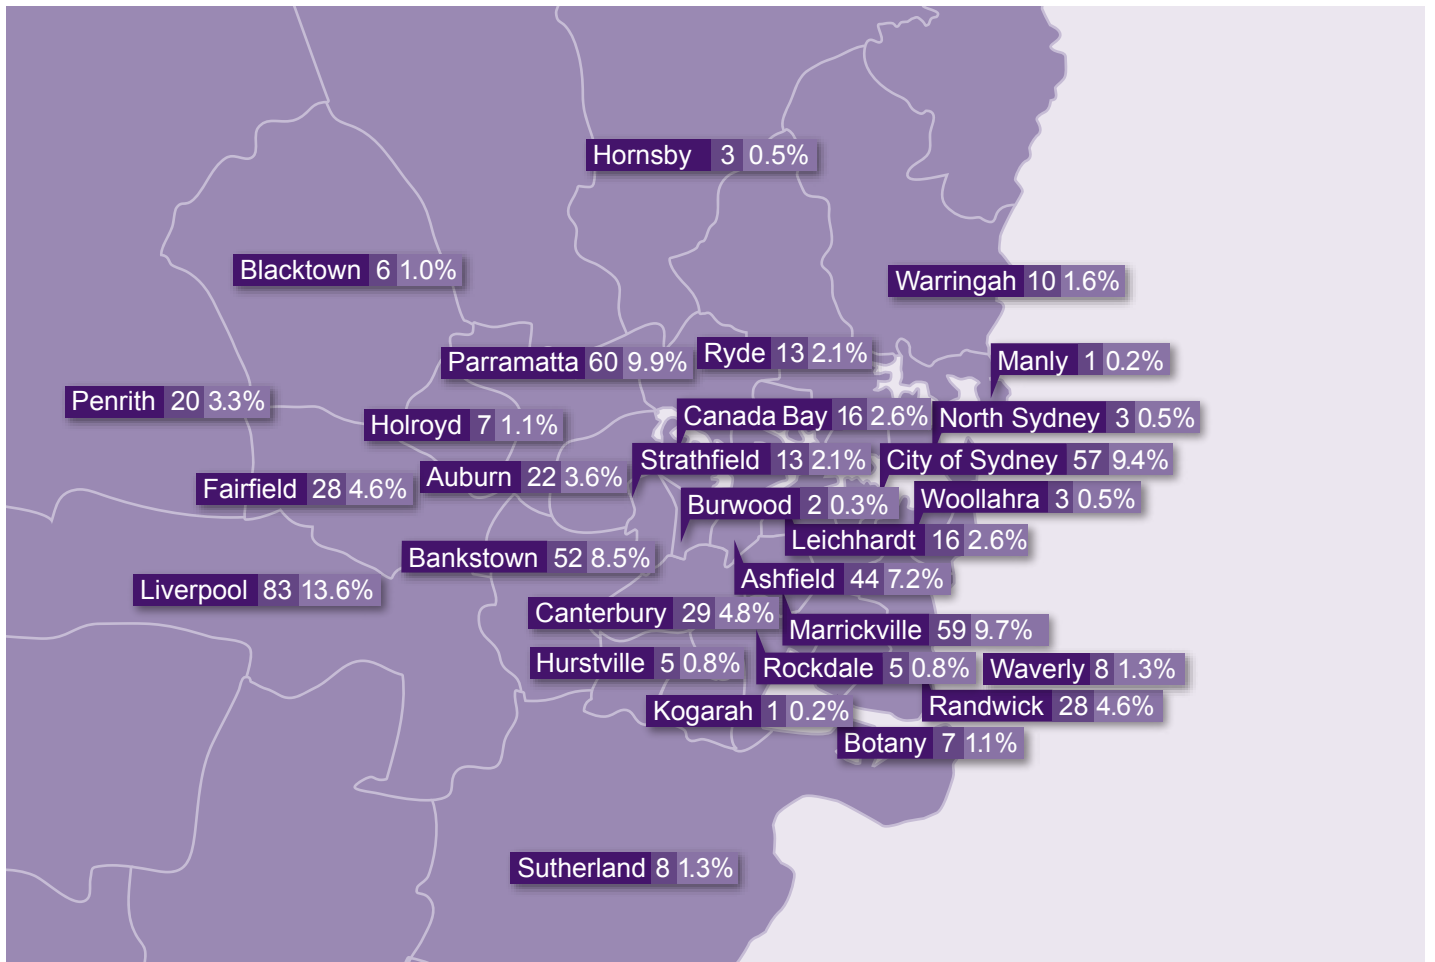 Hornsby 3 0.5%
Blacktown 6 1.0%
Warringah 10 1.6%
Parramatta 60 9.9%
Ryde 13 2.1%
Manly 1 0.2%
Penrith 20 3.3%
Holroyd 7 1.1%
Canada Bay 16 2.6%
North Sydney 3 0.5%
Strathfield 13 2.1%
City of Sydney 57 9.4%
Fairfield 28 4.6%
Auburn 22 3.6%
Burwood 2 0.3%
Woollahra 3 0.5%
Leichhardt 16 2.6%
Bankstown 52 8.5%
Liverpool 83 13.6%
Ashfield 44 7.2%
Canterbury 29 4.8%
Marrickville 59 9.7%
Hurstville 5 0.8%
Rockdale 5 0.8%
Waverly 8 1.3%
Kogarah 1 0.2%
Randwick 28 4.6%
Botany 7 1.1%
Sutherland 8 1.3%